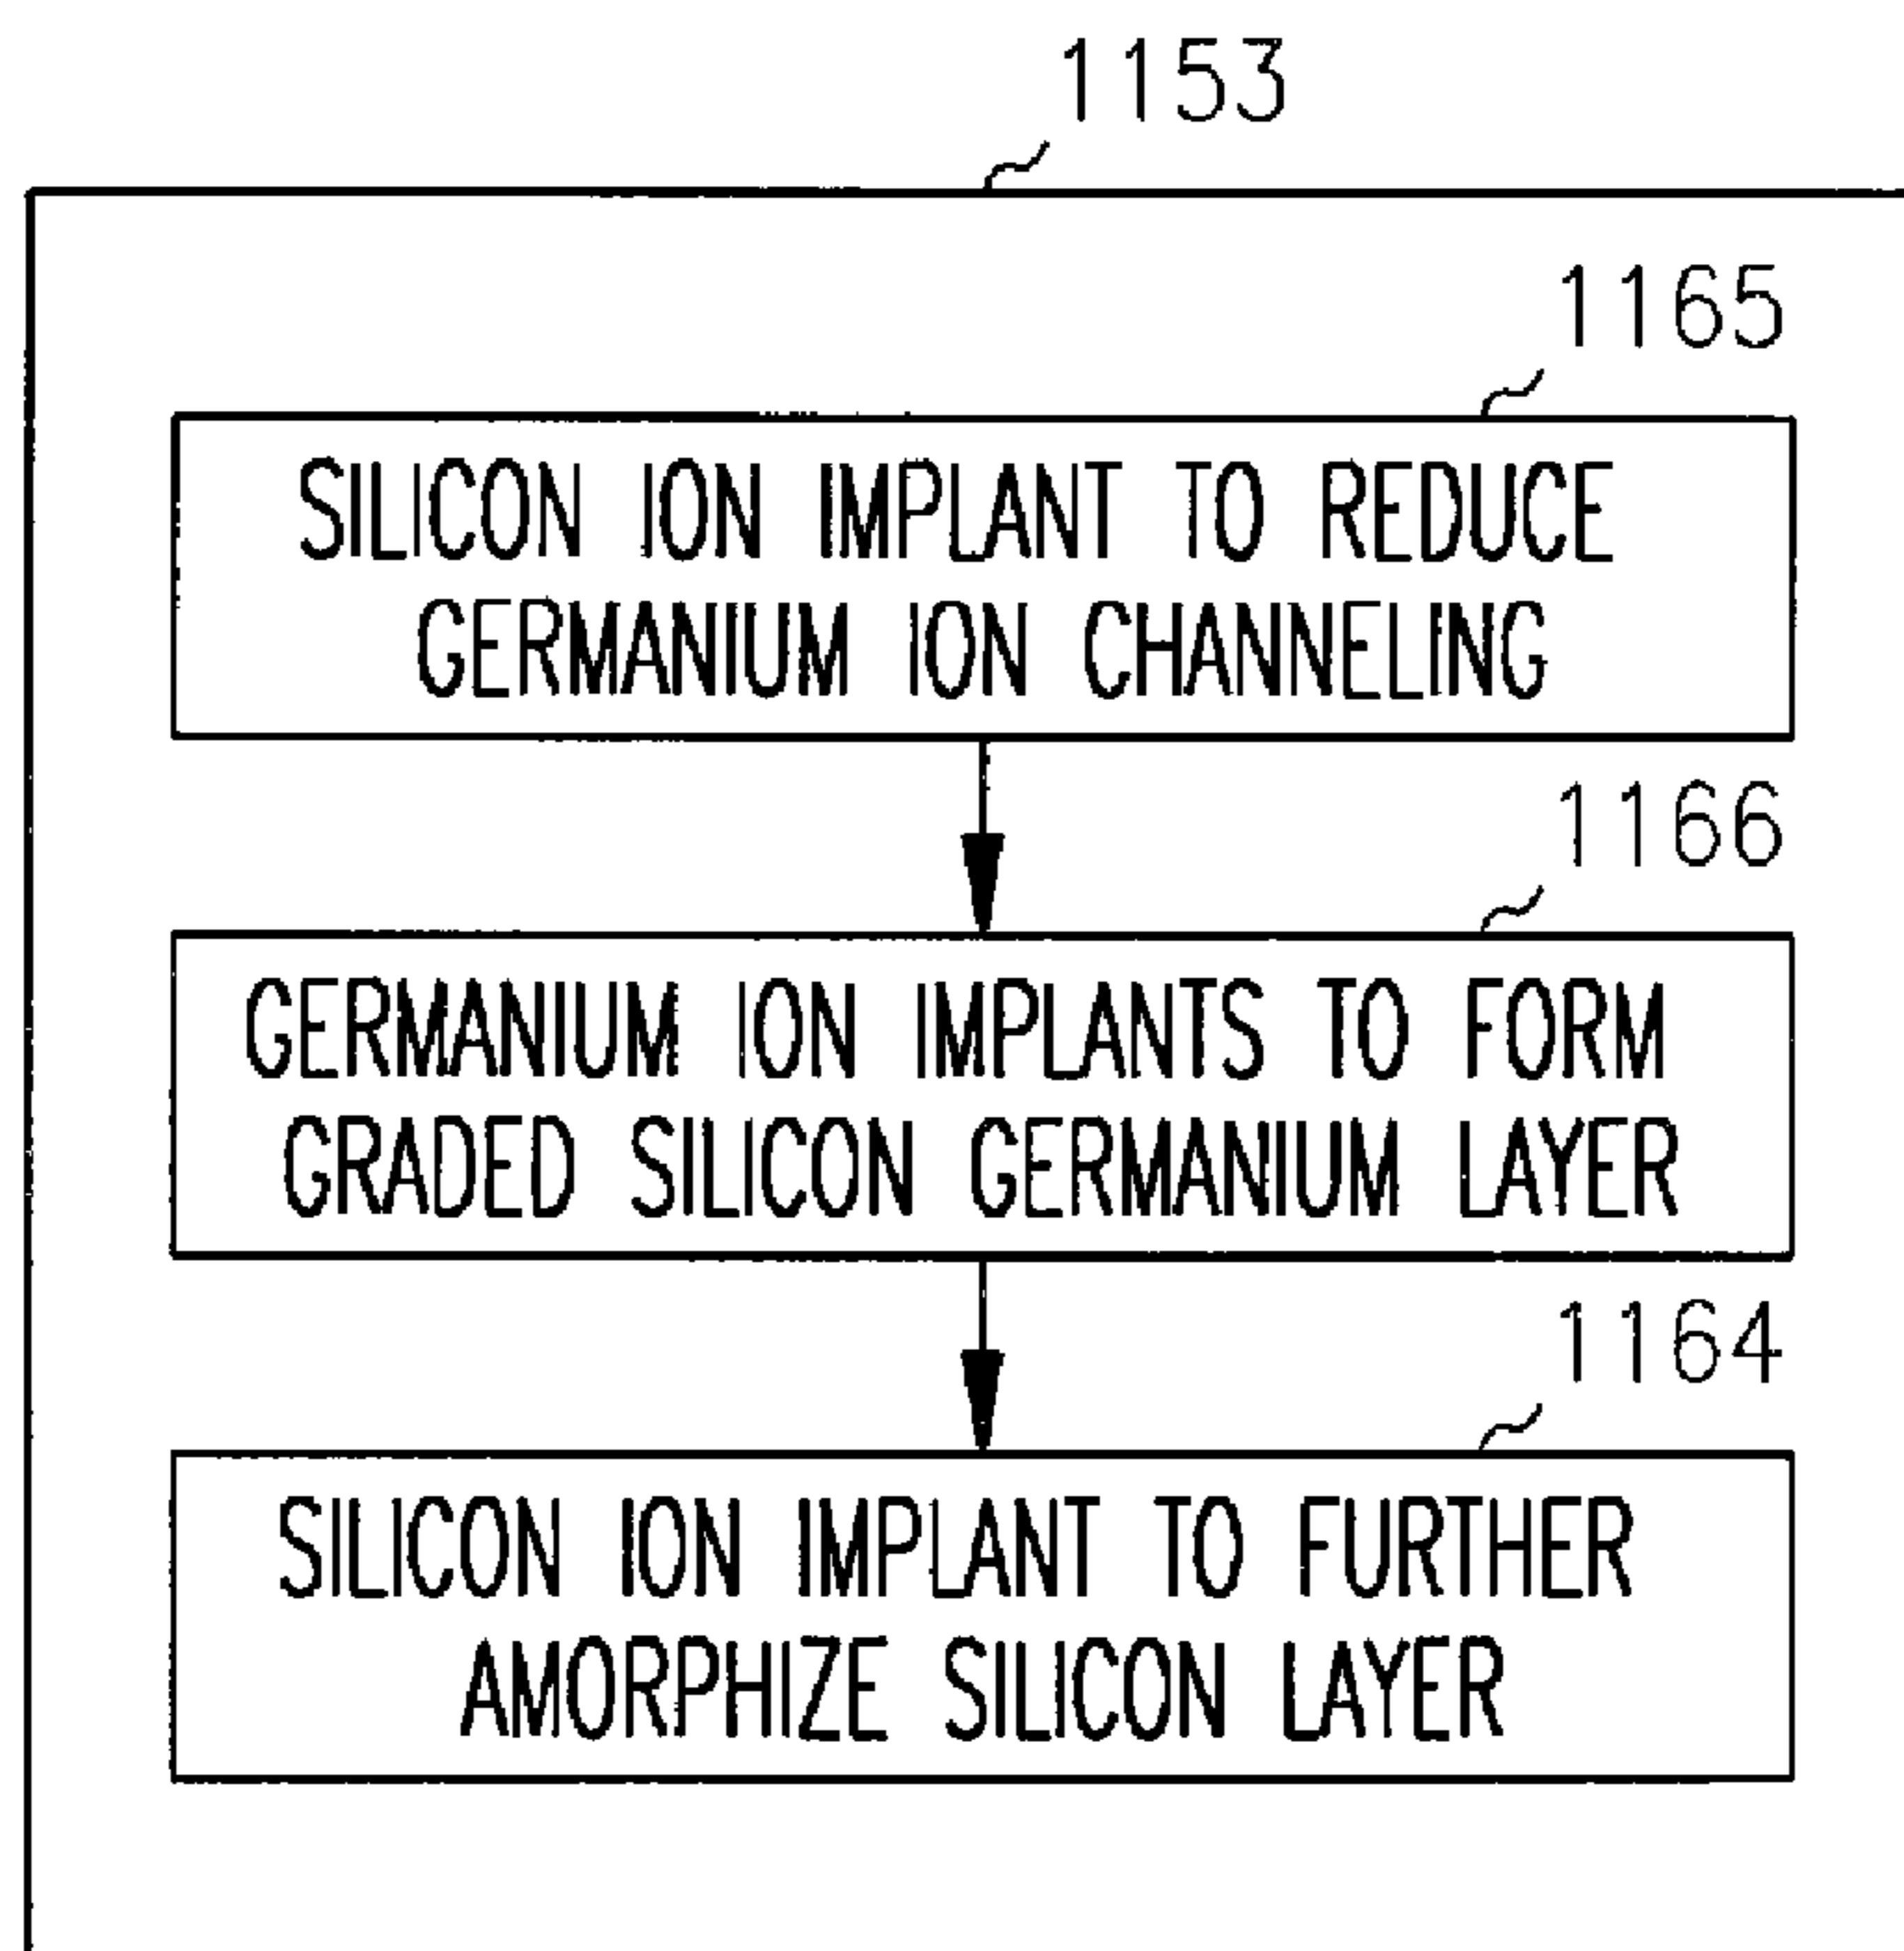 1153
1165
SILICON ION IMPLANT TO REDUCE
GERMANIUM ION CHANNELING
1166
GERMANIUM ION IMPLANTS TO FORM
GRADED SILICON GERMANIUM LAYER
1164
SILICON ION IMPLANT TO FURTHER
AMORPHIZE SILICON LAYER